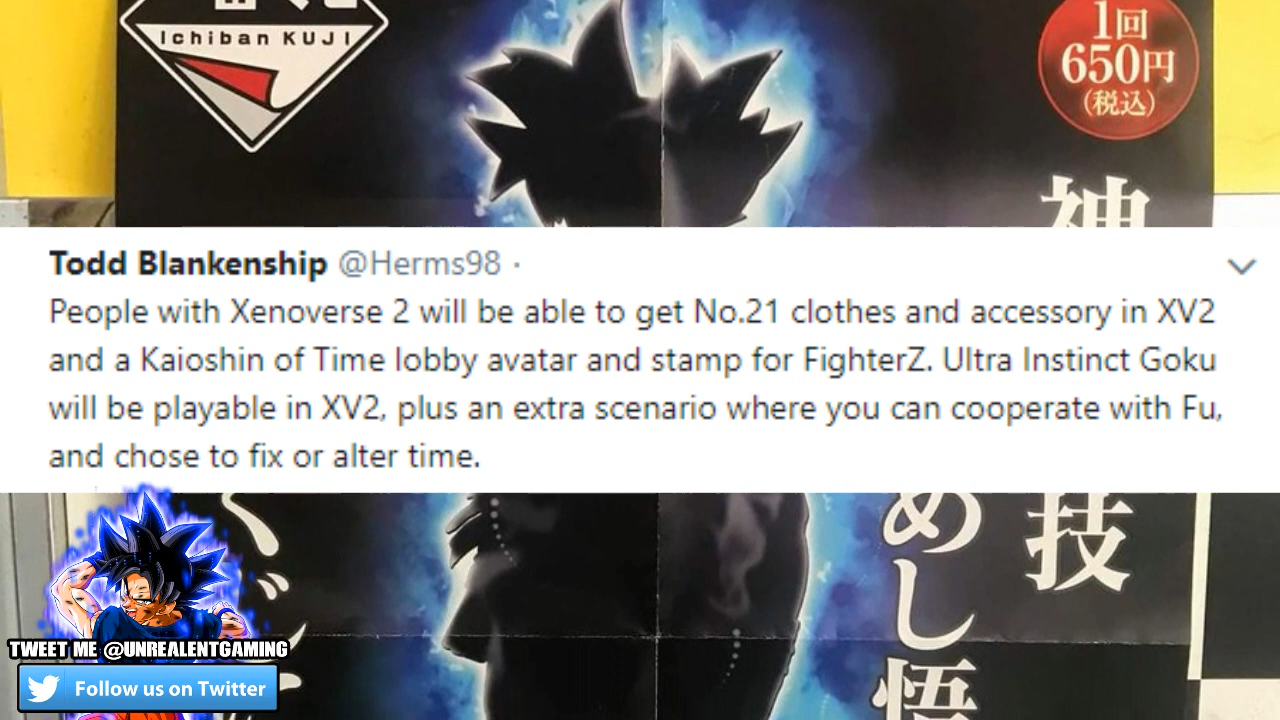 Ichiban KUJI
1回
650円
(税込)
神
Todd Blankenship @Herms98 ·
People with Xenoverse 2 will be able to get No.21 clothes and accessory in XV2
and a Kaioshin of Time lobby avatar and stamp for FighterZ. Ultra Instinct Goku
will be playable in XV2, plus an extra scenario where you can cooperate with Fu,
and chose to fix or alter time.
技
めし悟
TWEET ME @UNREALENTGAMING
Follow us on Twitter